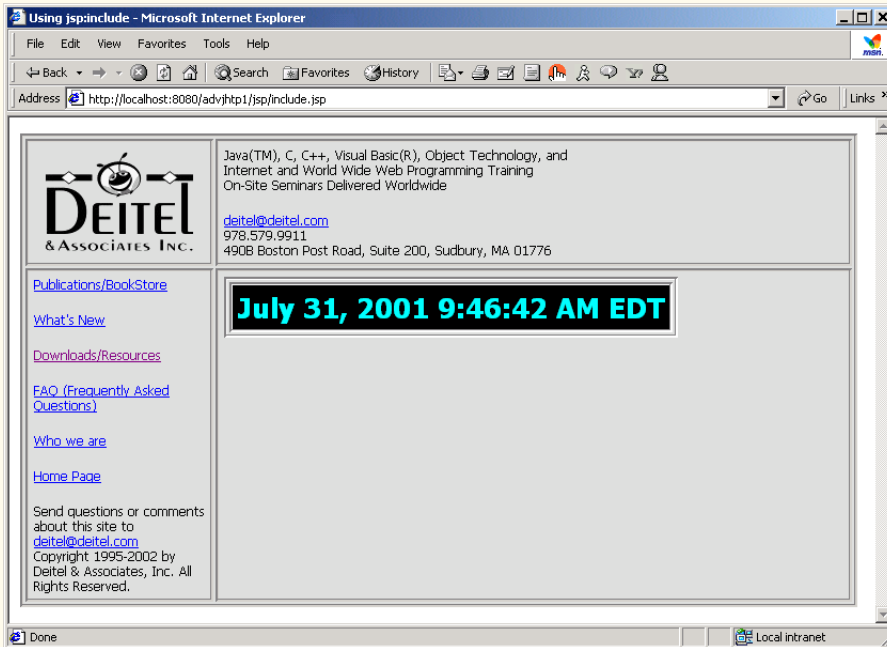 Using jsp:include - Microsoft Internet Explorer
File Edit View Favorites Tools Help
msn.
Back Search Favorites History
Address http://localhost:8080/advjhtp1/jsp/include.jsp Go Links »
DEITEL
& ASSOCIATES INC.
Java(TM), C, C++, Visual Basic(R), Object Technology, and
Internet and World Wide Web Programming Training
On-Site Seminars Delivered Worldwide
deitel@deitel.com
978.579.9911
490B Boston Post Road, Suite 200, Sudbury, MA 01776
Publications/BookStore
What's New
Downloads/Resources
FAQ (Frequently Asked
Questions)
Who we are
Home Page
Send questions or comments
about this site to
deitel@deitel.com
Copyright 1995-2002 by
Deitel & Associates, Inc. All
Rights Reserved.
July 31, 2001 9:46:42 AM EDT
Done Local intranet